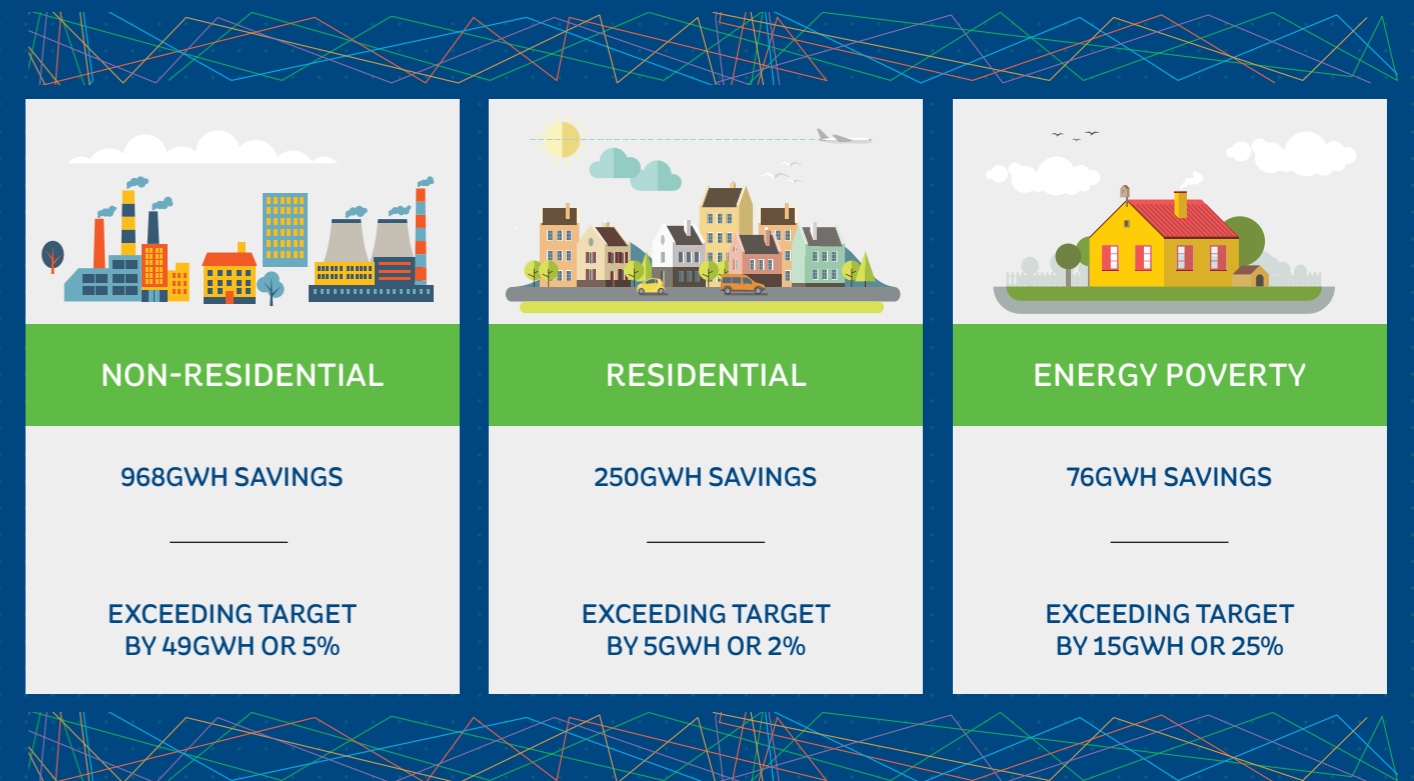 NON-RESIDENTIAL
968GWH SAVINGS
EXCEEDING TARGET
BY 49GWH OR 5%
RESIDENTIAL
250GWH SAVINGS
EXCEEDING TARGET
BY 5GWH OR 2%
ENERGY POVERTY
76GWH SAVINGS
EXCEEDING TARGET
BY 15GWH OR 25%